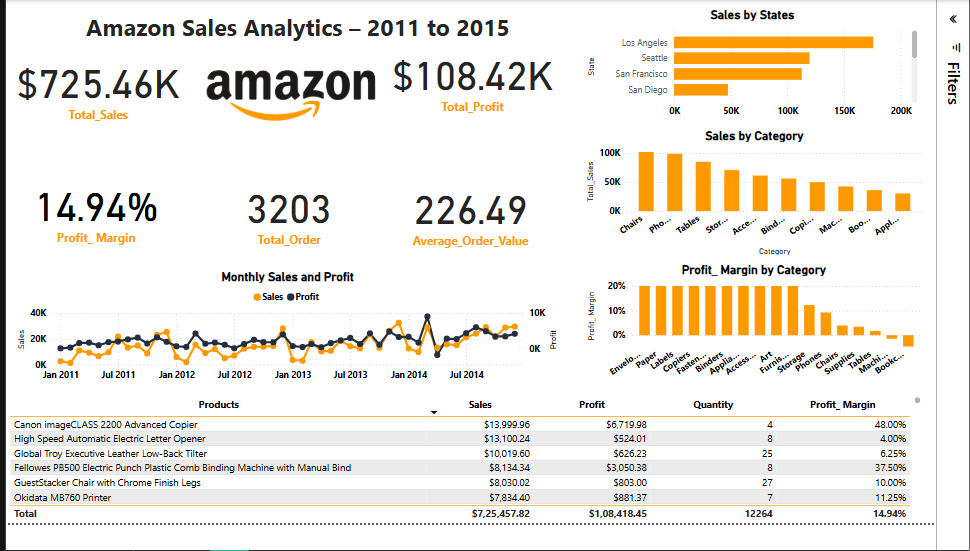 Amazon Sales Analytics – 2011 to 2015
$725.46K
Total_Sales
amazon
$108.42K
Total_Profit
14.94%
Profit_ Margin
3203
Total_Order
226.49
Average_Order_Value
Sales by States
State
Los Angeles
Seattle
San Francisco
San Diego
0K 50K 100K 150K 200K
Sales by Category
Total_Sales
100K
50K
0K
Chairs Pho... Tables Stor... Acce... Bind... Copi... Mac... Boo... Appl...
Category
Monthly Sales and Profit
Sales Profit
Sales
40K
20K
0K
10K
0K
Profit
Jan 2011 Jul 2011 Jan 2012 Jul 2012 Jan 2013 Jul 2013 Jan 2014 Jul 2014
Profit_ Margin by Category
Profit_ Margin
20%
10%
0%
Envelo... Paper Labels Copiers Fasten... Binders Applia... Access... Art Furnis... Storage Phones Chairs Supplies Tables Machi... Bookc...
Products Sales Profit Quantity Profit_ Margin
Canon imageCLASS 2200 Advanced Copier $13,999.96 $6,719.98 4 48.00%
High Speed Automatic Electric Letter Opener $13,100.24 $524.01 8 4.00%
Global Troy Executive Leather Low-Back Tilter $10,019.60 $626.23 25 6.25%
Fellowes PB500 Electric Punch Plastic Comb Binding Machine with Manual Bind $8,134.34 $3,050.38 8 37.50%
GuestStacker Chair with Chrome Finish Legs $8,030.02 $803.00 27 10.00%
Okidata MB760 Printer $7,834.40 $881.37 7 11.25%
Total $7,25,457.82 $1,08,418.45 12264 14.94%
Filters